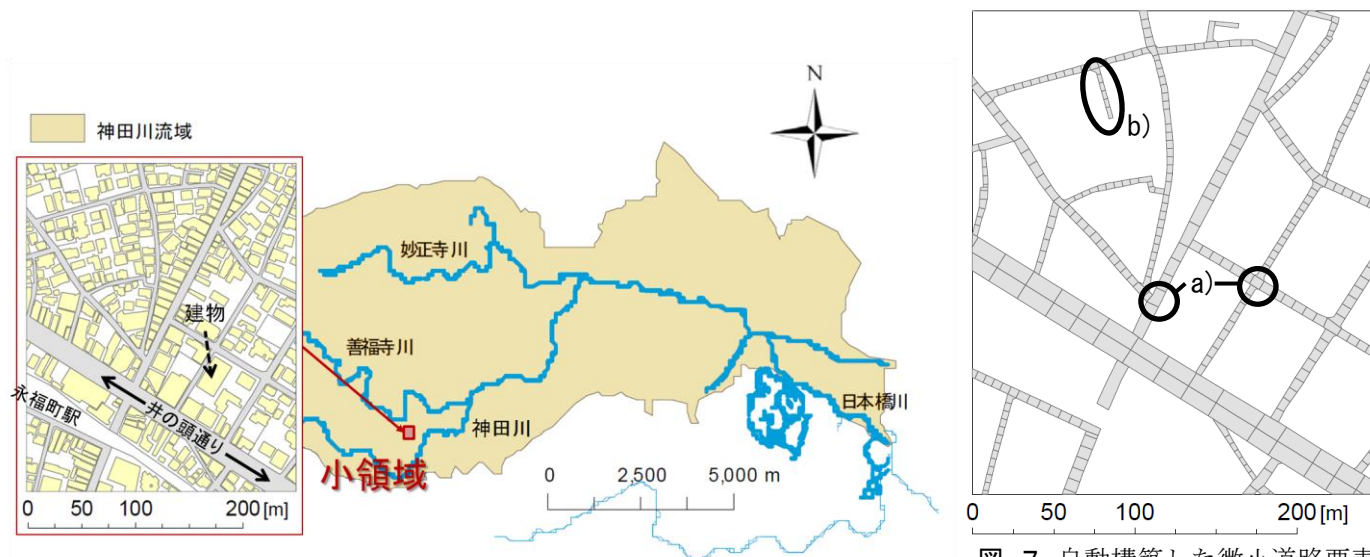 神田川流域
建物
永福町駅
井の頭通り
0 50 100 200 [m]
N
妙正寺川
善福寺川
神田川
日本橋川
小領域
0 2,500 5,000 m
b)
a)
0 50 100 200 [m]
図 7 自動構築した微小道路要素